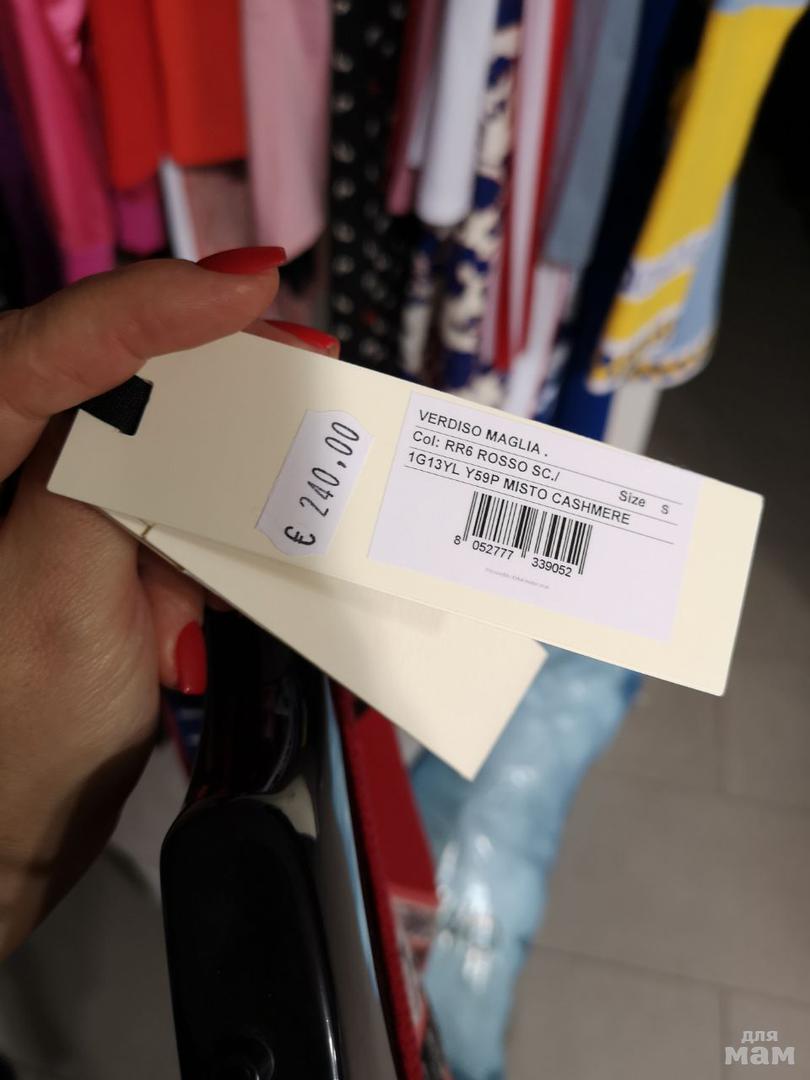 € 240,00
VERDISO MAGLIA .
Col: RR6 ROSSO SC./
Size S
1G13YL Y59P MISTO CASHMERE
8 052777 339052
для
мам